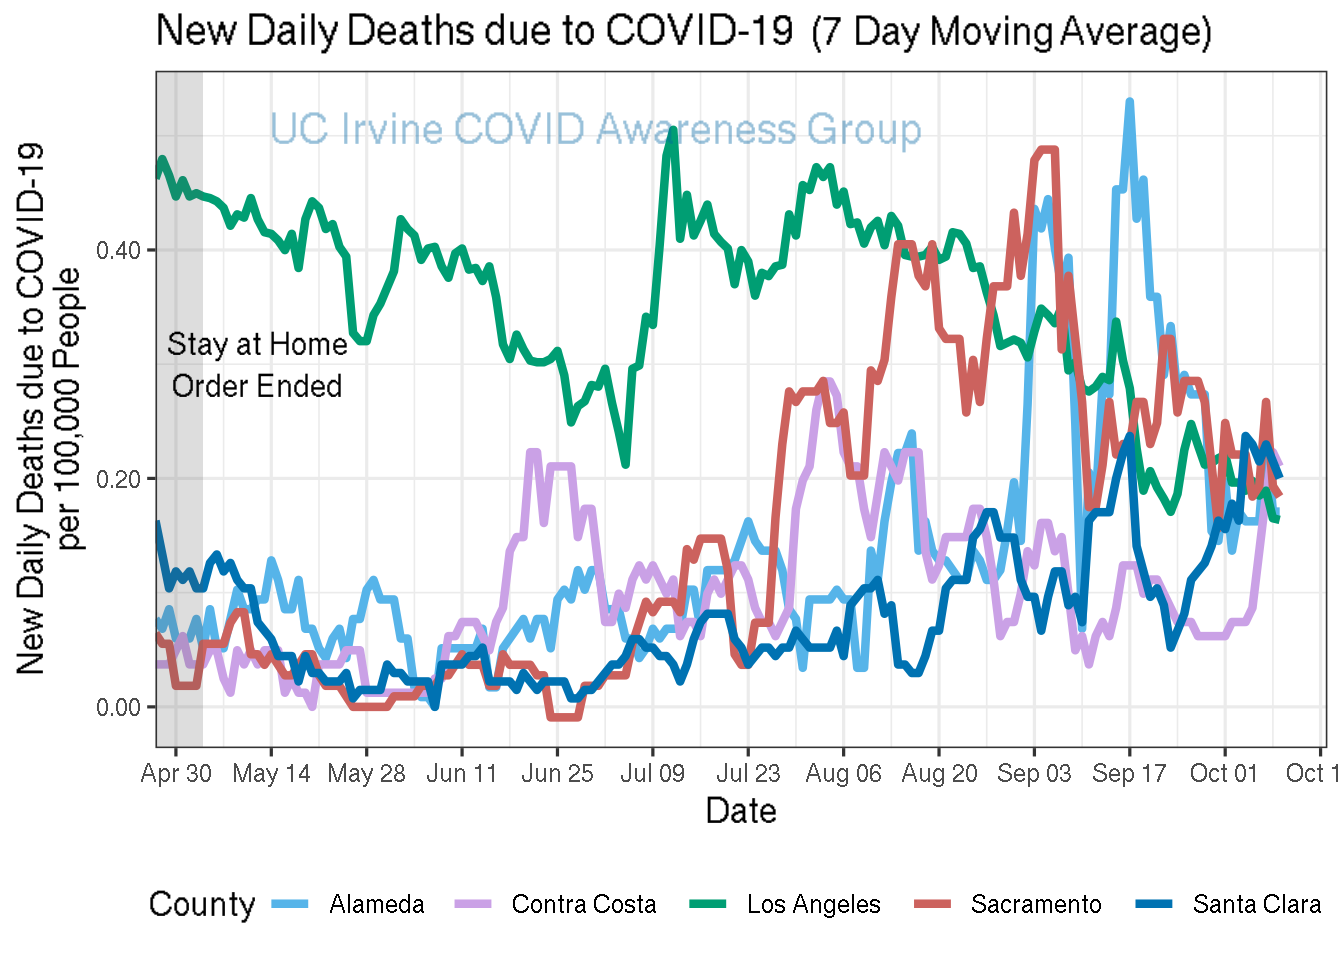 New Daily Deaths due to COVID-19 (7 Day Moving Average)
UC Irvine COVID Awareness Group
New Daily Deaths due to COVID-19
per 100,000 People
0.40
0.20
0.00
Stay at Home
Order Ended
Apr 30 May 14 May 28 Jun 11 Jun 25 Jul 09 Jul 23 Aug 06 Aug 20 Sep 03 Sep 17 Oct 01 Oct 1
Date
County Alameda Contra Costa Los Angeles Sacramento Santa Clara